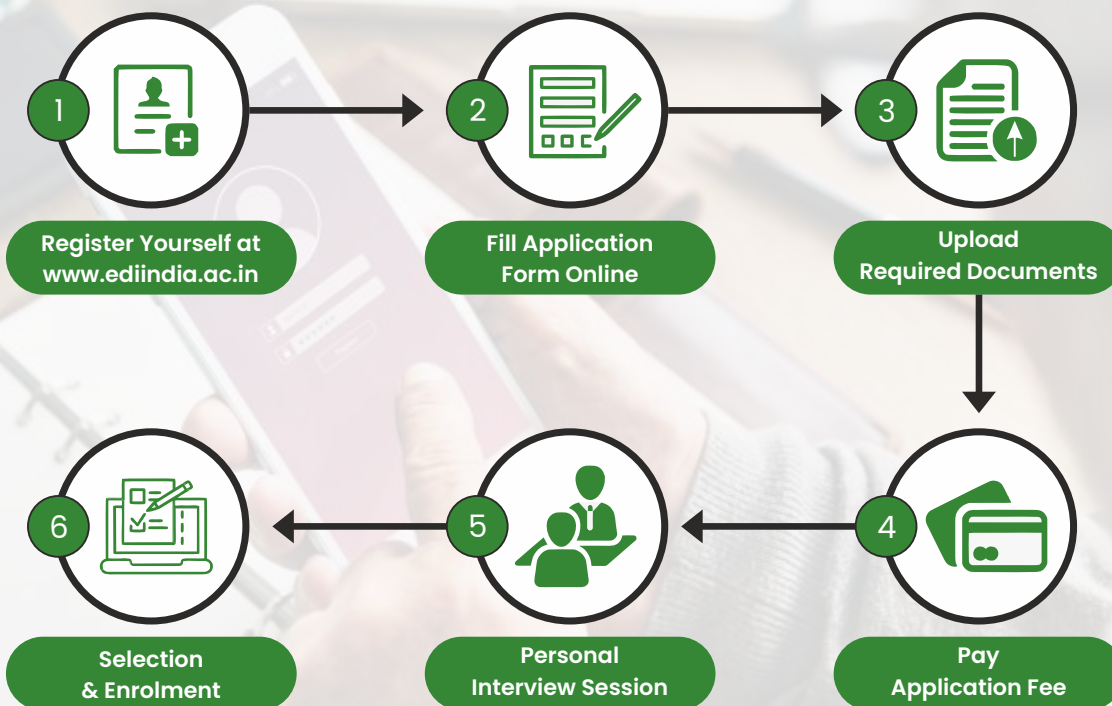 1
Register Yourself at
www.ediindia.ac.in
2
Fill Application
Form Online
3
Upload
Required Documents
4
Pay
Application Fee
5
Personal
Interview Session
6
Selection
& Enrolment